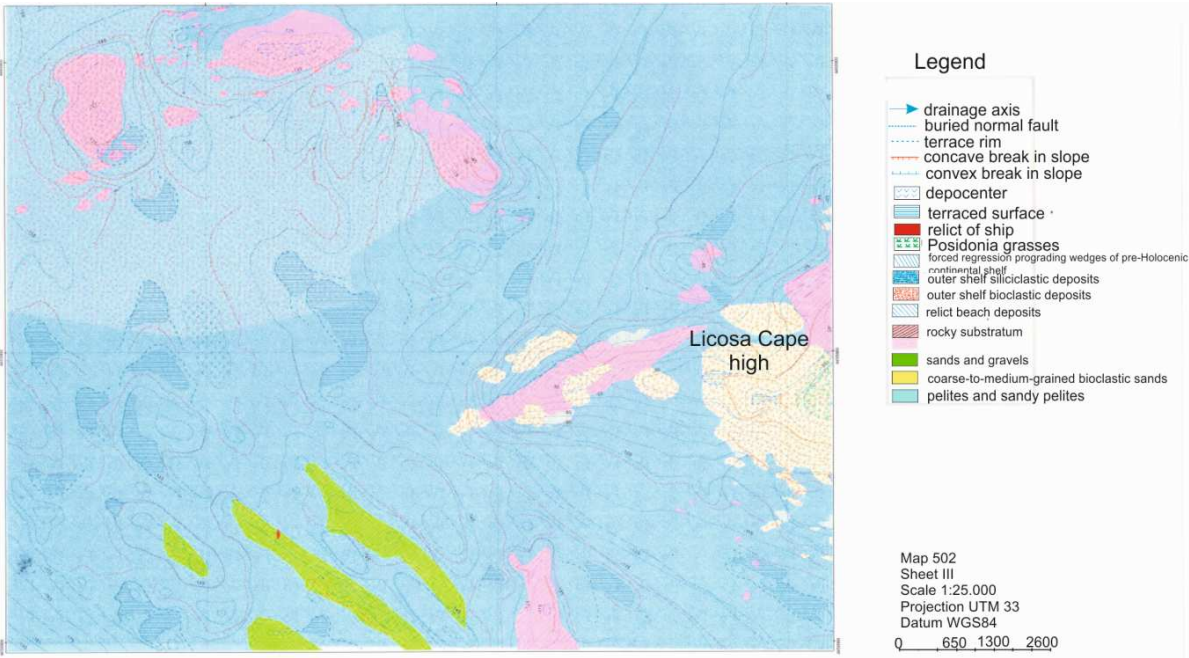 Legend
drainage axis
buried normal fault
terrace rim
concave break in slope
convex break in slope
depocenter
terraced surface
relict of ship
Posidonia grasses
forced regression prograding wedges of pre-Holocenic
continental shelf
outer shelf siliciclastic deposits
outer shelf bioclastic deposits
relict beach deposits
rocky substratum
sands and gravels
coarse-to-medium-grained bioclastic sands
pelites and sandy pelites
Licosa Cape
high
Map 502
Sheet III
Scale 1:25.000
Projection UTM 33
Datum WGS84
0 650 1300 2600